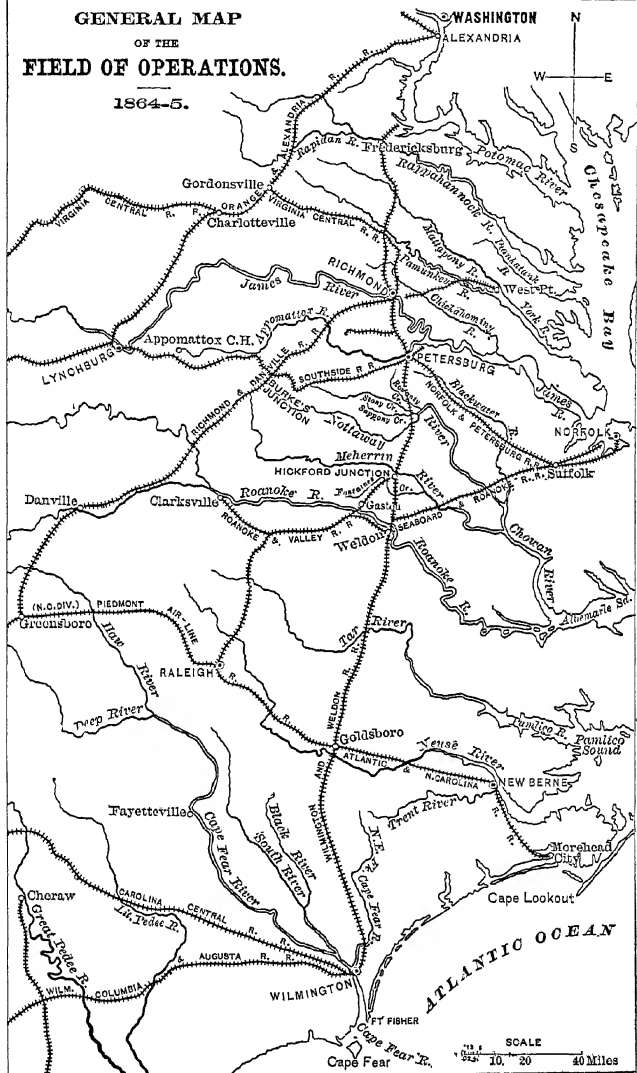 GENERAL MAP
OF THE
FIELD OF OPERATIONS.
1864-5.
WASHINGTON
ALEXANDRIA
N
W
E
S
ORANGE & ALEXANDRIA R. R.
Rapidan R.
Fredericksburg
Potomac River
Rappahannock R.
Chesapeake Bay
Gordonsville
VIRGINIA CENTRAL R. R.
Charlotteville
VIRGINIA CENTRAL R. R.
Mattapony R.
Piankatank R.
Pamunkey R.
RICHMOND
West Pt.
York R.
James River
Chickahominy R.
Appomattox C.H.
Appomattox R.
LYNCHBURG
RICHMOND & DANVILLE R. R.
SOUTHSIDE R R
PETERSBURG
James R.
BURKE'S JUNCTION
Rowanty Cr.
Stony Cr.
Sappony Cr.
Blackwater R.
NORFOLK & PETERSBURG R.R.
NORFOLK
Nottaway River
Meherrin River
HICKFORD JUNCTION
Suffolk
Danville
Clarksville
Roanoke R.
Cr.
Gaston
ROANOKE & VALLEY R. R.
Weldon
SEABOARD & ROANOKE R. R.
Chowan River
Roanoke R.
Albemarle Sd.
(N.C. DIV.) PIEDMONT AIR-LINE R. R.
Greensboro
Haw River
Tar River
RALEIGH
Deep River
WILMINGTON AND WELDON R. R.
Pamlico R.
Pamlico Sound
Goldsboro
Neuse River
ATLANTIC & N. CAROLINA R. R.
NEW BERNE
Trent River
Fayetteville
Cape Fear River
Black River
South River
N.E. Cape Fear R.
Morehead City
Cape Lookout
Cheraw
CAROLINA CENTRAL R. R.
Lit. Pedee R.
Great Pedee R.
ATLANTIC OCEAN
WILM. COLUMBIA & AUGUSTA R. R.
WILMINGTON
FT FISHER
Cape Fear R.
Cape Fear
SCALE
10. 20 40 Miles